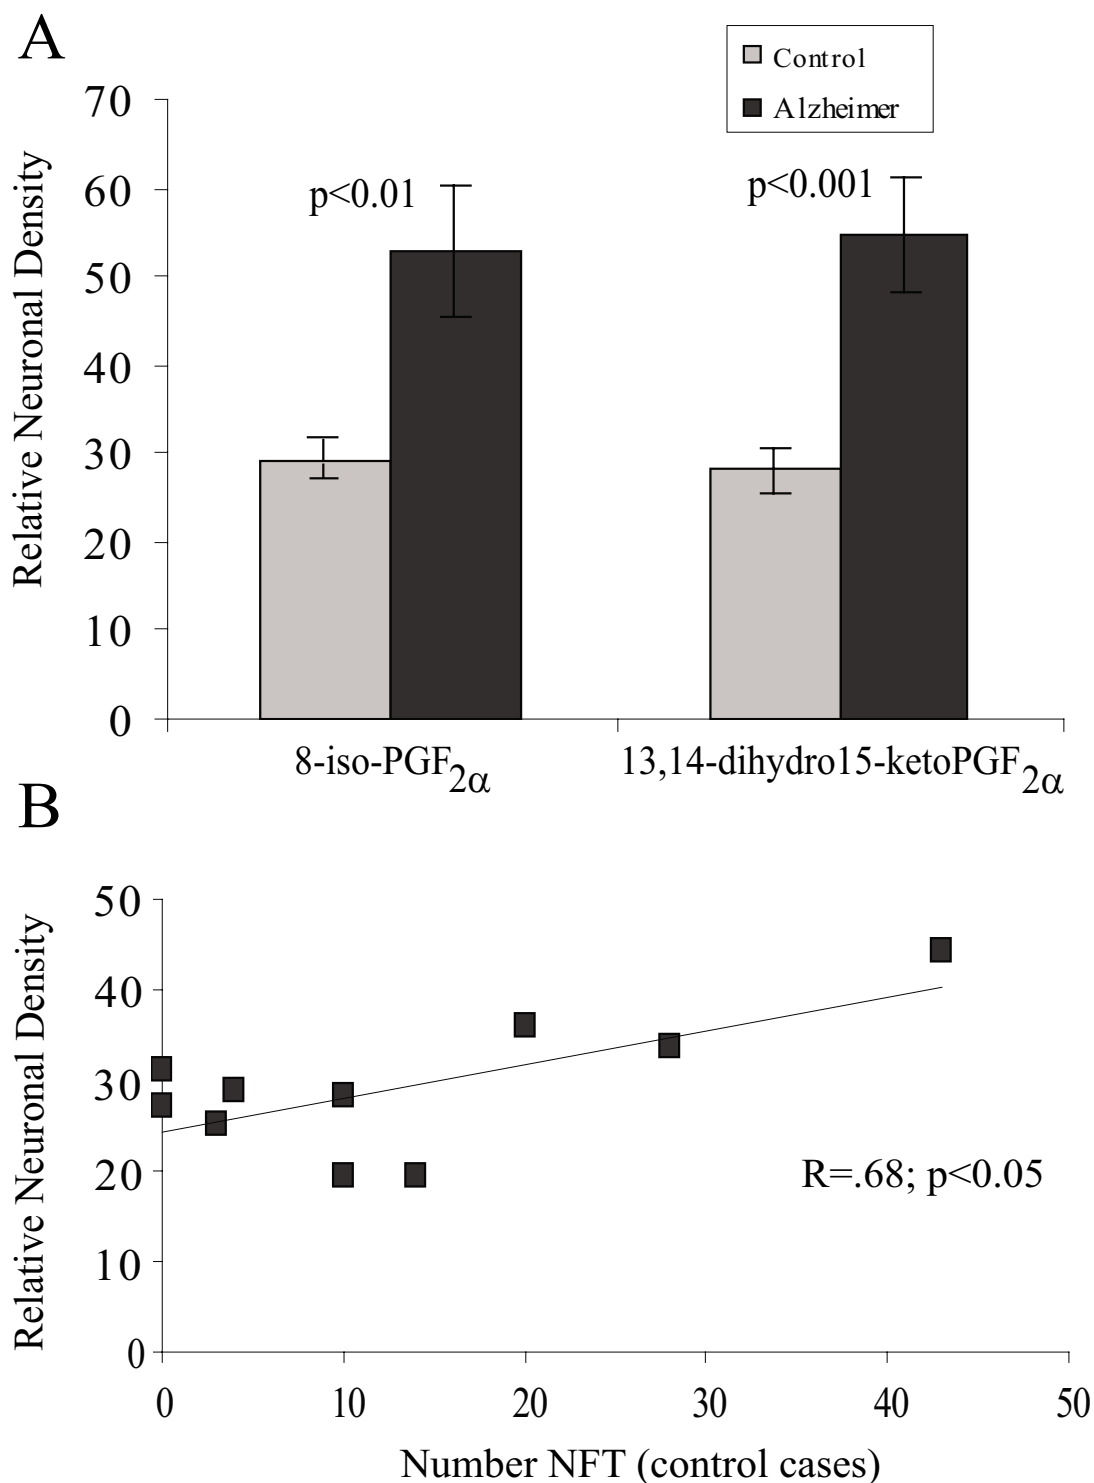 A
Control
Alzheimer
70
60
50
40
30
20
10
0
Relative Neuronal Density
p<0.01
p<0.001
8-iso-PGF2α
13,14-dihydro15-ketoPGF2α
B
50
40
30
20
10
0
Relative Neuronal Density
R=.68; p<0.05
0 10 20 30 40 50
Number NFT (control cases)